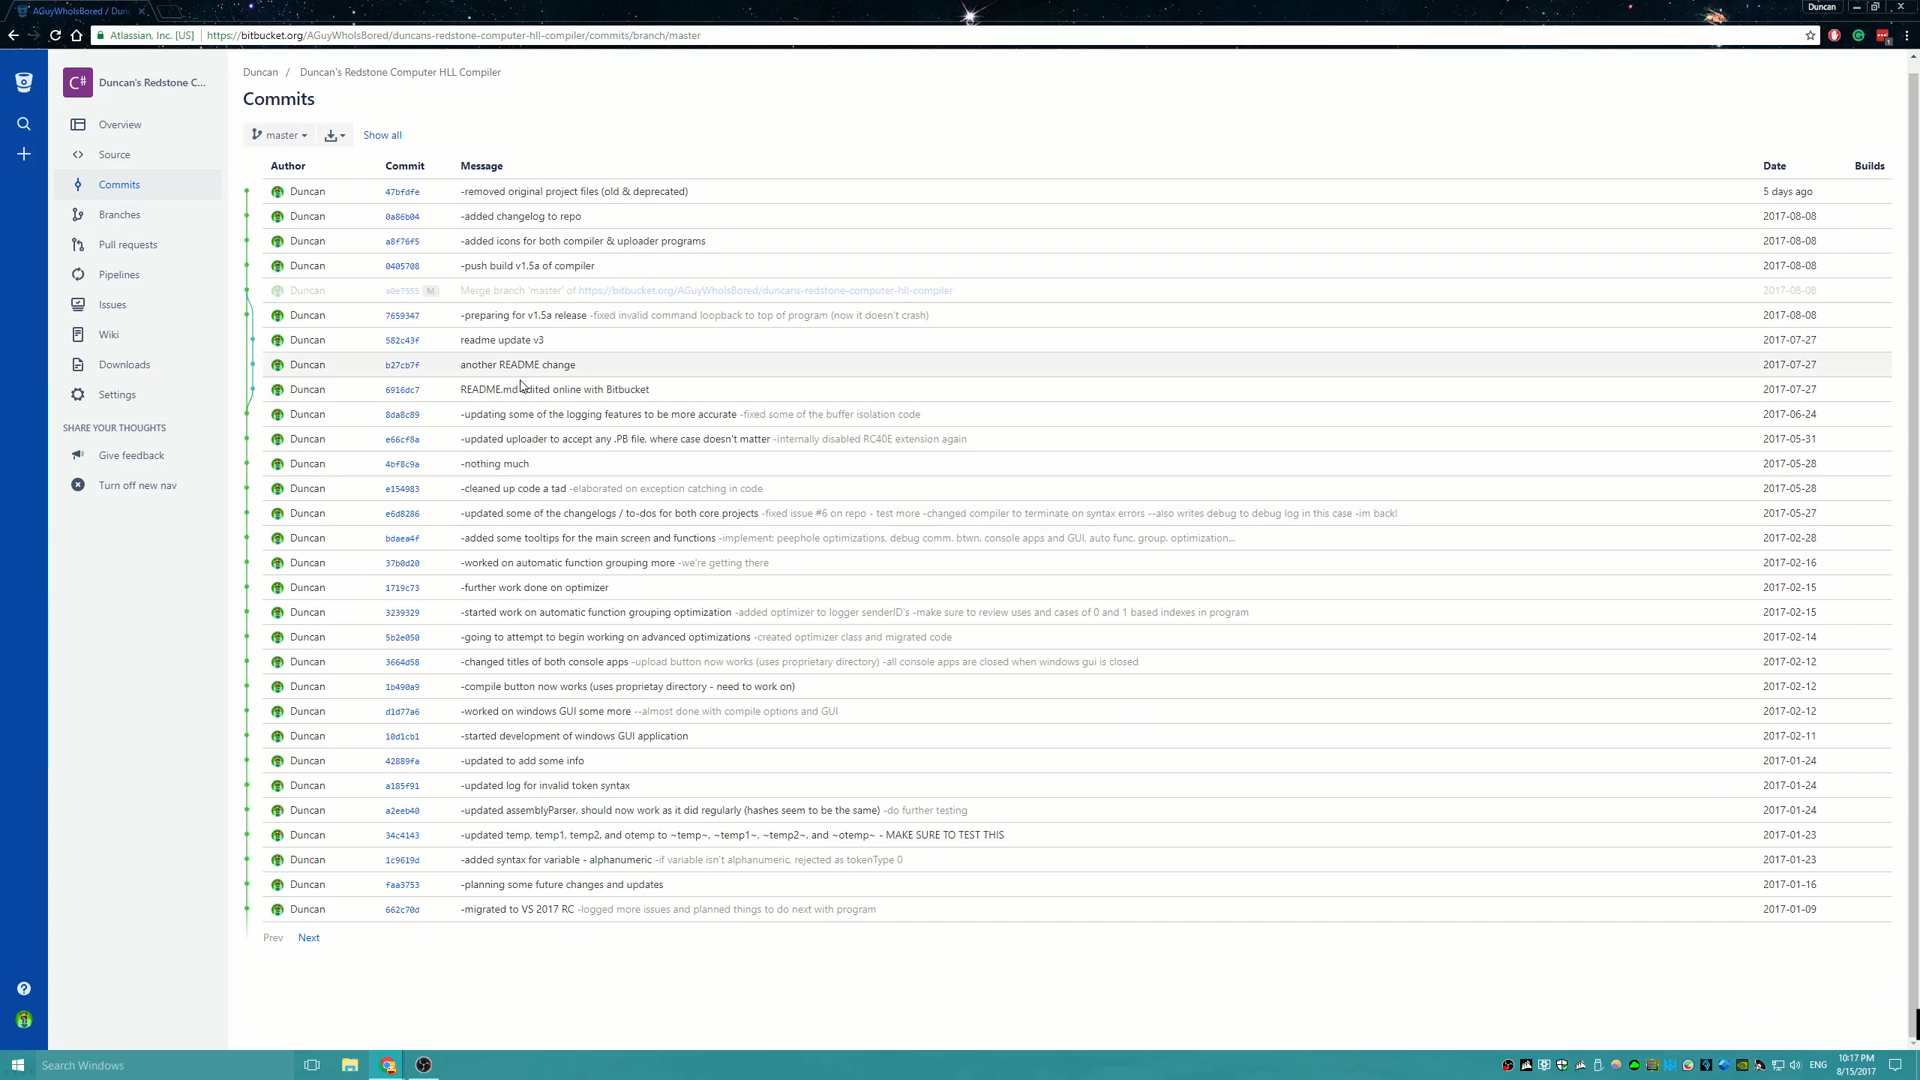 AGuyWhoIsBored / Dun
Duncan
Atlassian, Inc. [US] https://bitbucket.org/AGuyWhoIsBored/duncans-redstone-computer-hll-compiler/commits/branch/master
C# Duncan's Redstone C...
Overview
Source
Commits
Branches
Pull requests
Pipelines
Issues
Wiki
Downloads
Settings
SHARE YOUR THOUGHTS
Give feedback
Turn off new nav
Duncan / Duncan's Redstone Computer HLL Compiler
Commits
master Show all
Author Commit Message Date Builds
Duncan 47bfdfe -removed original project files (old & deprecated) 5 days ago
Duncan 0a86b04 -added changelog to repo 2017-08-08
Duncan a8f76f5 -added icons for both compiler & uploader programs 2017-08-08
Duncan 0405708 -push build v1.5a of compiler 2017-08-08
Duncan a0e7555 M Merge branch 'master' of https://bitbucket.org/AGuyWhoIsBored/duncans-redstone-computer-hll-compiler 2017-08-08
Duncan 7659347 -preparing for v1.5a release -fixed invalid command loopback to top of program (now it doesn't crash) 2017-08-08
Duncan 582c43f readme update v3 2017-07-27
Duncan b27cb7f another README change 2017-07-27
Duncan 6916dc7 README.md edited online with Bitbucket 2017-07-27
Duncan 8da8c89 -updating some of the logging features to be more accurate -fixed some of the buffer isolation code 2017-06-24
Duncan e66cf8a -updated uploader to accept any .PB file, where case doesn't matter -internally disabled RC40E extension again 2017-05-31
Duncan 4bf8c9a -nothing much 2017-05-28
Duncan e154983 -cleaned up code a tad -elaborated on exception catching in code 2017-05-28
Duncan e6d8286 -updated some of the changelogs / to-dos for both core projects -fixed issue #6 on repo - test more -changed compiler to terminate on syntax errors --also writes debug to debug log in this case -im back! 2017-05-27
Duncan bdaea4f -added some tooltips for the main screen and functions -implement: peephole optimizations, debug comm. btwn. console apps and GUI, auto func. group. optimization... 2017-02-28
Duncan 37b0d20 -worked on automatic function grouping more -we're getting there 2017-02-16
Duncan 1719c73 -further work done on optimizer 2017-02-15
Duncan 3239329 -started work on automatic function grouping optimization -added optimizer to logger senderID's -make sure to review uses and cases of 0 and 1 based indexes in program 2017-02-15
Duncan 5b2e050 -going to attempt to begin working on advanced optimizations -created optimizer class and migrated code 2017-02-14
Duncan 3664d58 -changed titles of both console apps -upload button now works (uses proprietary directory) -all console apps are closed when windows gui is closed 2017-02-12
Duncan 1b490a9 -compile button now works (uses proprietay directory - need to work on) 2017-02-12
Duncan d1d77a6 -worked on windows GUI some more --almost done with compile options and GUI 2017-02-12
Duncan 10d1cb1 -started development of windows GUI application 2017-02-11
Duncan 42889fa -updated to add some info 2017-01-24
Duncan a185f91 -updated log for invalid token syntax 2017-01-24
Duncan a2eeb40 -updated assemblyParser, should now work as it did regularly (hashes seem to be the same) -do further testing 2017-01-24
Duncan 34c4143 -updated temp, temp1, temp2, and otemp to ~temp~, ~temp1~, ~temp2~, and ~otemp~ - MAKE SURE TO TEST THIS 2017-01-23
Duncan 1c9619d -added syntax for variable - alphanumeric -if variable isn't alphanumeric, rejected as tokenType 0 2017-01-23
Duncan faa3753 -planning some future changes and updates 2017-01-16
Duncan 662c70d -migrated to VS 2017 RC -logged more issues and planned things to do next with program 2017-01-09
Prev Next
Search Windows
ENG
10:17 PM
8/15/2017